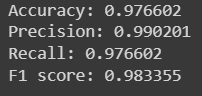 Accuracy: 0.976602
Precision: 0.990201
Recall: 0.976602
F1 score: 0.983355